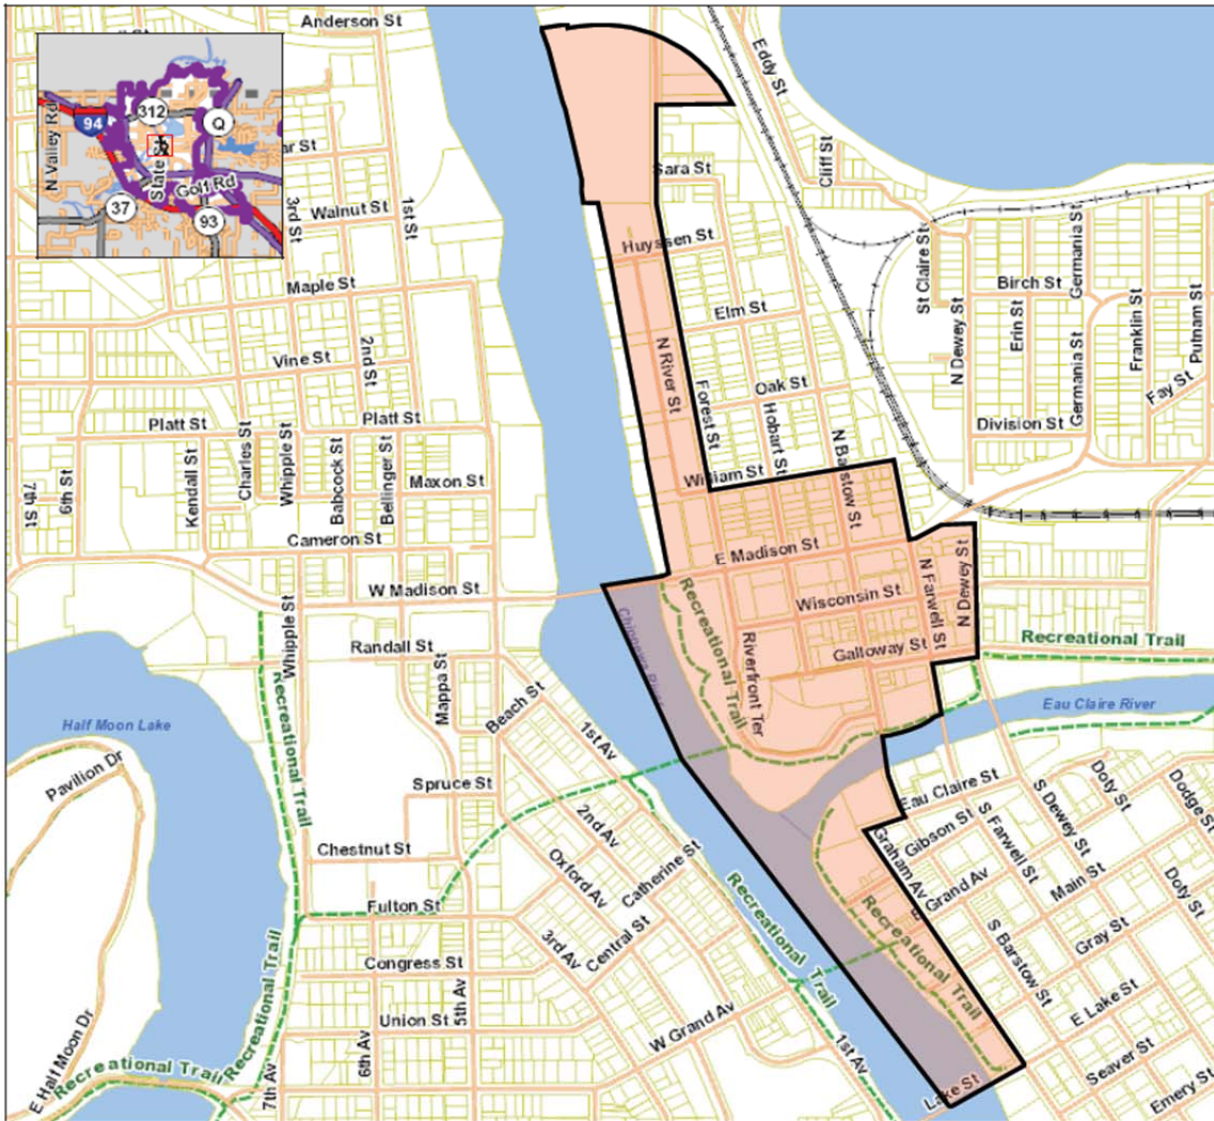 Anderson St
Eddy St
312
94
Q
N Valley Rd
State
Golf Rd
37
93
ar St
Cliff St
Sara St
Walnut St
3rd St
1st St
Huyssen St
St Claire St
Germania St
Birch St
Maple St
Elm St
N Dewey St
Erin St
Germania St
Franklin St
Putnam St
Vine St
2nd St
N River St
Oak St
Fay St
Forest St
Hobart St
Platt St
Platt St
Division St
Charles St
Whipple St
Babcock St
Bellinger St
N Barstow St
Kendall St
7th St
6th St
Maxon St
William St
Cameron St
E Madison St
N Farwell St
N Dewey St
W Madison St
Wisconsin St
Whipple St
Chippewa River
Recreational Trail
Riverfront Ter
Randall St
Galloway St
Recreational Trail
Mappa St
Beach St
Half Moon Lake
Recreational Trail
1st Av
Eau Claire River
Pavilion Dr
Spruce St
Eau Claire St
S Dewey St
Doty St
Dodge St
2nd Av
Gibson St
S Farwell St
Chestnut St
Oxford Av
Catherine St
Graham Av
Grand Av
Main St
Doty St
Fulton St
Recreational Trail
Recreational Trail
3rd Av
Central St
S Barstow St
Gray St
Congress St
Recreational Trail
5th Av
Union St
W Grand Av
E Lake St
6th Av
1st Av
E Half Moon Dr
Recreational Trail
7th Av
Lake St
Seaver St
Emery St